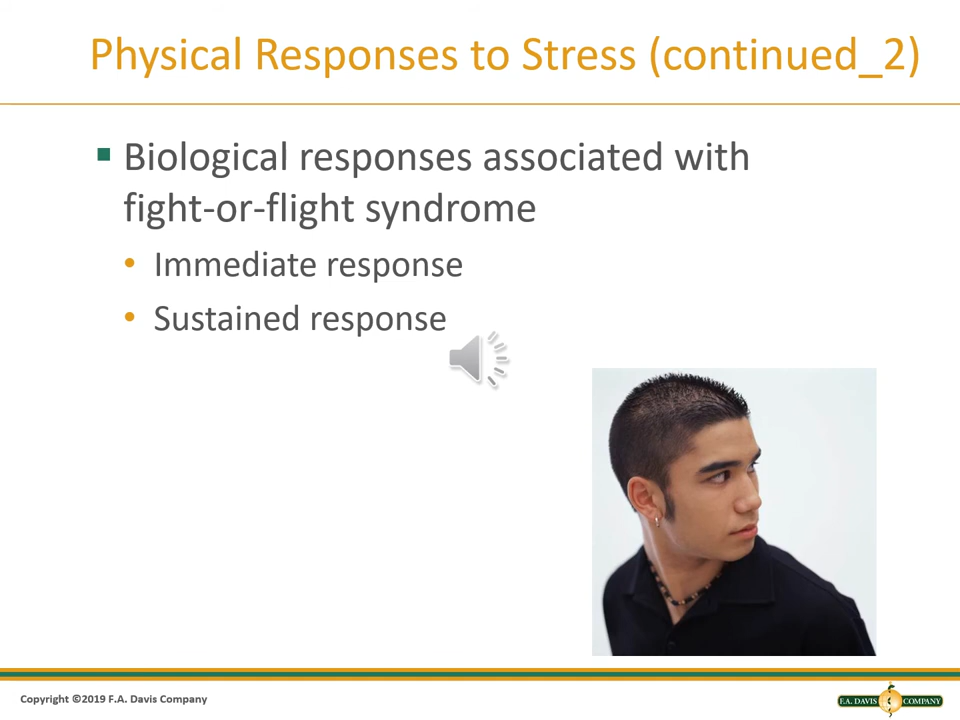 Physical Responses to Stress (continued_2)
Biological responses associated with
fight-or-flight syndrome
Immediate response
Sustained response
Copyright ©2019 F.A. Davis Company
F.A. DAVIS COMPANY